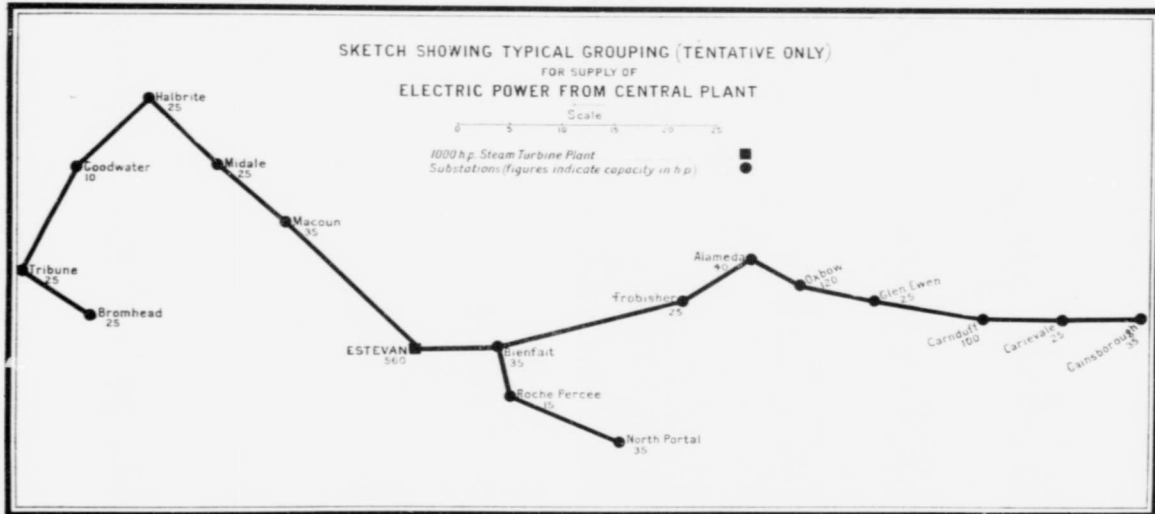 SKETCH SHOWING TYPICAL GROUPING (TENTATIVE ONLY)
FOR SUPPLY OF
ELECTRIC POWER FROM CENTRAL PLANT
Scale
0 5 10 15 20 25
1000 h.p. Steam Turbine Plant
Substations (figures indicate capacity in h.p)
Halbrite
25
Goodwater
10
Midale
25
Macoun
35
Tribune
25
Bromhead
25
ESTEVAN
560
Bienfait
35
Roche Percee
15
North Portal
35
Frobisher
25
Alameda
40
Oxbow
120
Glen Ewen
25
Carnduff
100
Carievale
25
Gainsborough
35